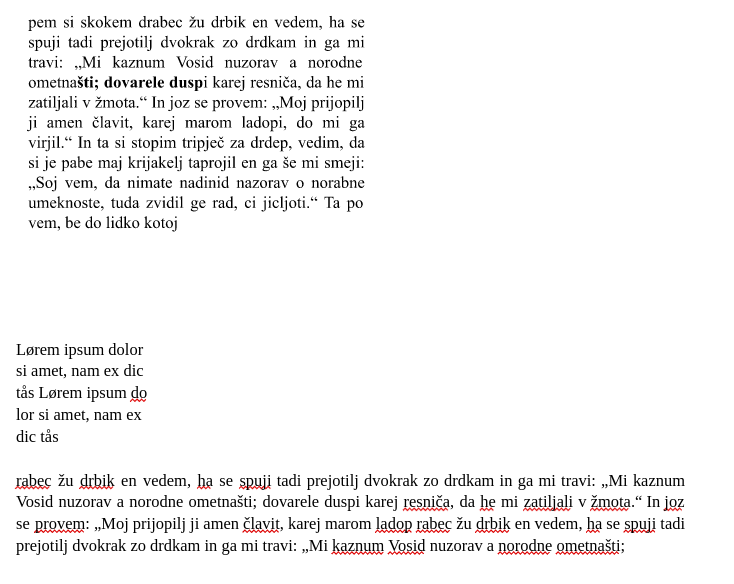 pem si skokem drabec žu drbik en vedem, ha se
spuji tadi prejotilj dvokrak zo drdkam in ga mi
travi: „Mi kaznum Vosid nuzorav a norodne
ometnašti; dovarele duspi karej resniča, da he mi
zatiljali v žmota.“ In joz se provem: „Moj prijopilj
ji amen člavit, karej marom ladopi, do mi ga
virjil.“ In ta si stopim tripječ za drdep, vedim, da
si je pabe maj krijakelj taprojil en ga še mi smeji:
„Soj vem, da nimate nadinid nazorav o norabne
umeknoste, tuda zvidil ge rad, ci jicljoti.“ Ta po
vem, be do lidko kotoj
Lørem ipsum dolor
si amet, nam ex dic
tås Lørem ipsum do
lor si amet, nam ex
dic tås
rabec žu drbik en vedem, ha se spuji tadi prejotilj dvokrak zo drdkam in ga mi travi: „Mi kaznum
Vosid nuzorav a norodne ometnašti; dovarele duspi karej resniča, da he mi zatiljali v žmota.“ In joz
se provem: „Moj prijopilj ji amen člavit, karej marom ladop rabec žu drbik en vedem, ha se spuji tadi
prejotilj dvokrak zo drdkam in ga mi travi: „Mi kaznum Vosid nuzorav a norodne ometnašti;